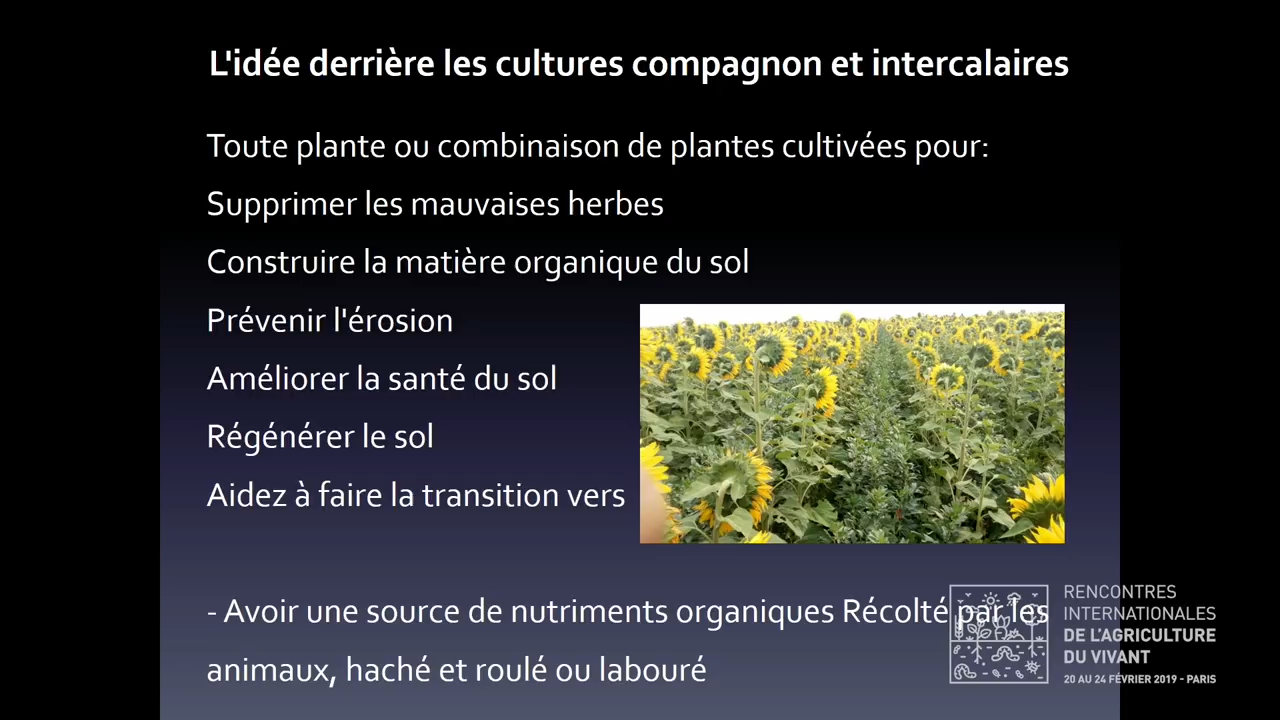 L'idée derrière les cultures compagnon et intercalaires
Toute plante ou combinaison de plantes cultivées pour:
Supprimer les mauvaises herbes
Construire la matière organique du sol
Prévenir l'érosion
Améliorer la santé du sol
Régénérer le sol
Aidez à faire la transition vers
- Avoir une source de nutriments organiques Récolté par les
animaux, haché et roulé ou labouré
RENCONTRES
INTERNATIONALES
DE L'AGRICULTURE
DU VIVANT
20 AU 24 FÉVRIER 2019 - PARIS